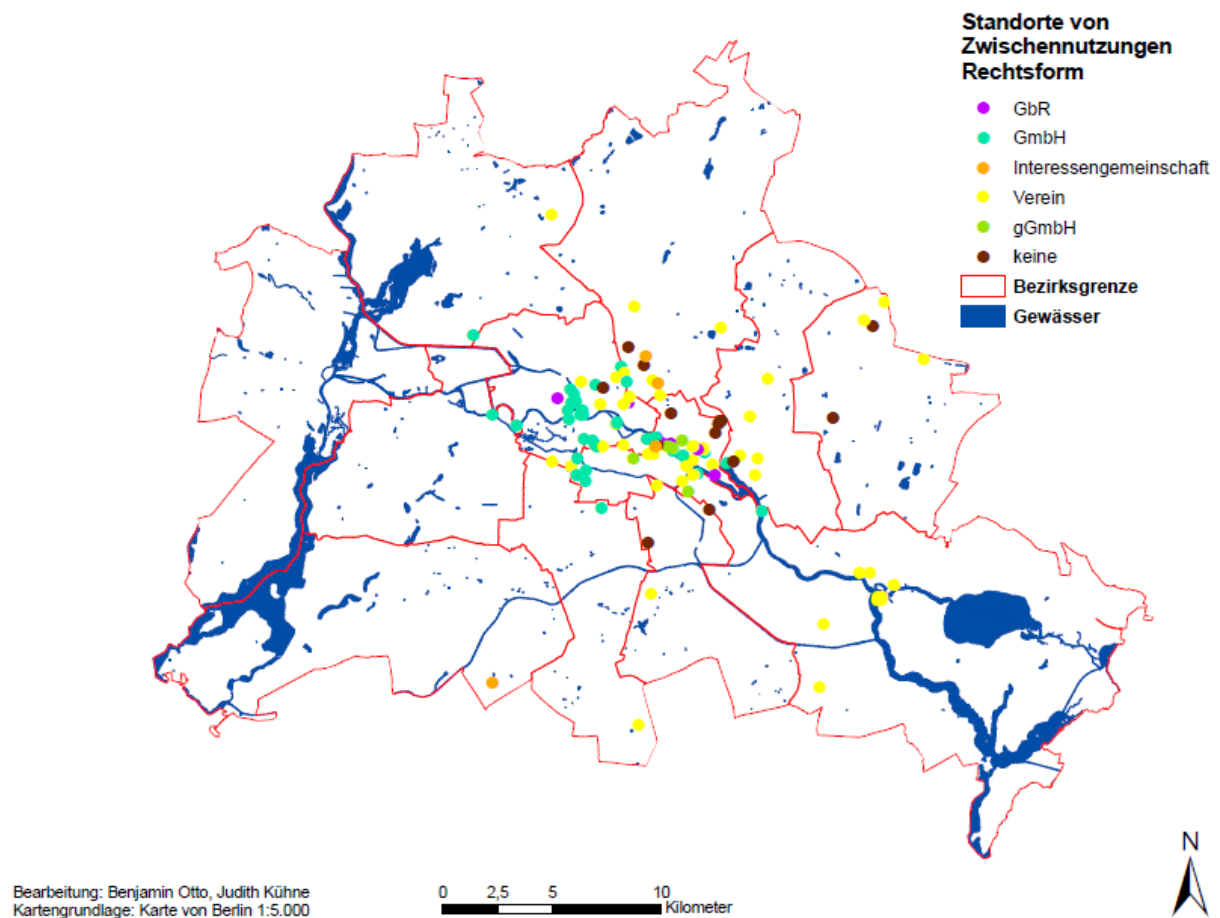 Standorte von
Zwischennutzungen
Rechtsform
GbR
GmbH
Interessengemeinschaft
Verein
gGmbH
keine
Bezirksgrenze
Gewässer
N
Bearbeitung: Benjamin Otto, Judith Kühne
Kartengrundlage: Karte von Berlin 1:5.000
0 2,5 5 10
Kilometer